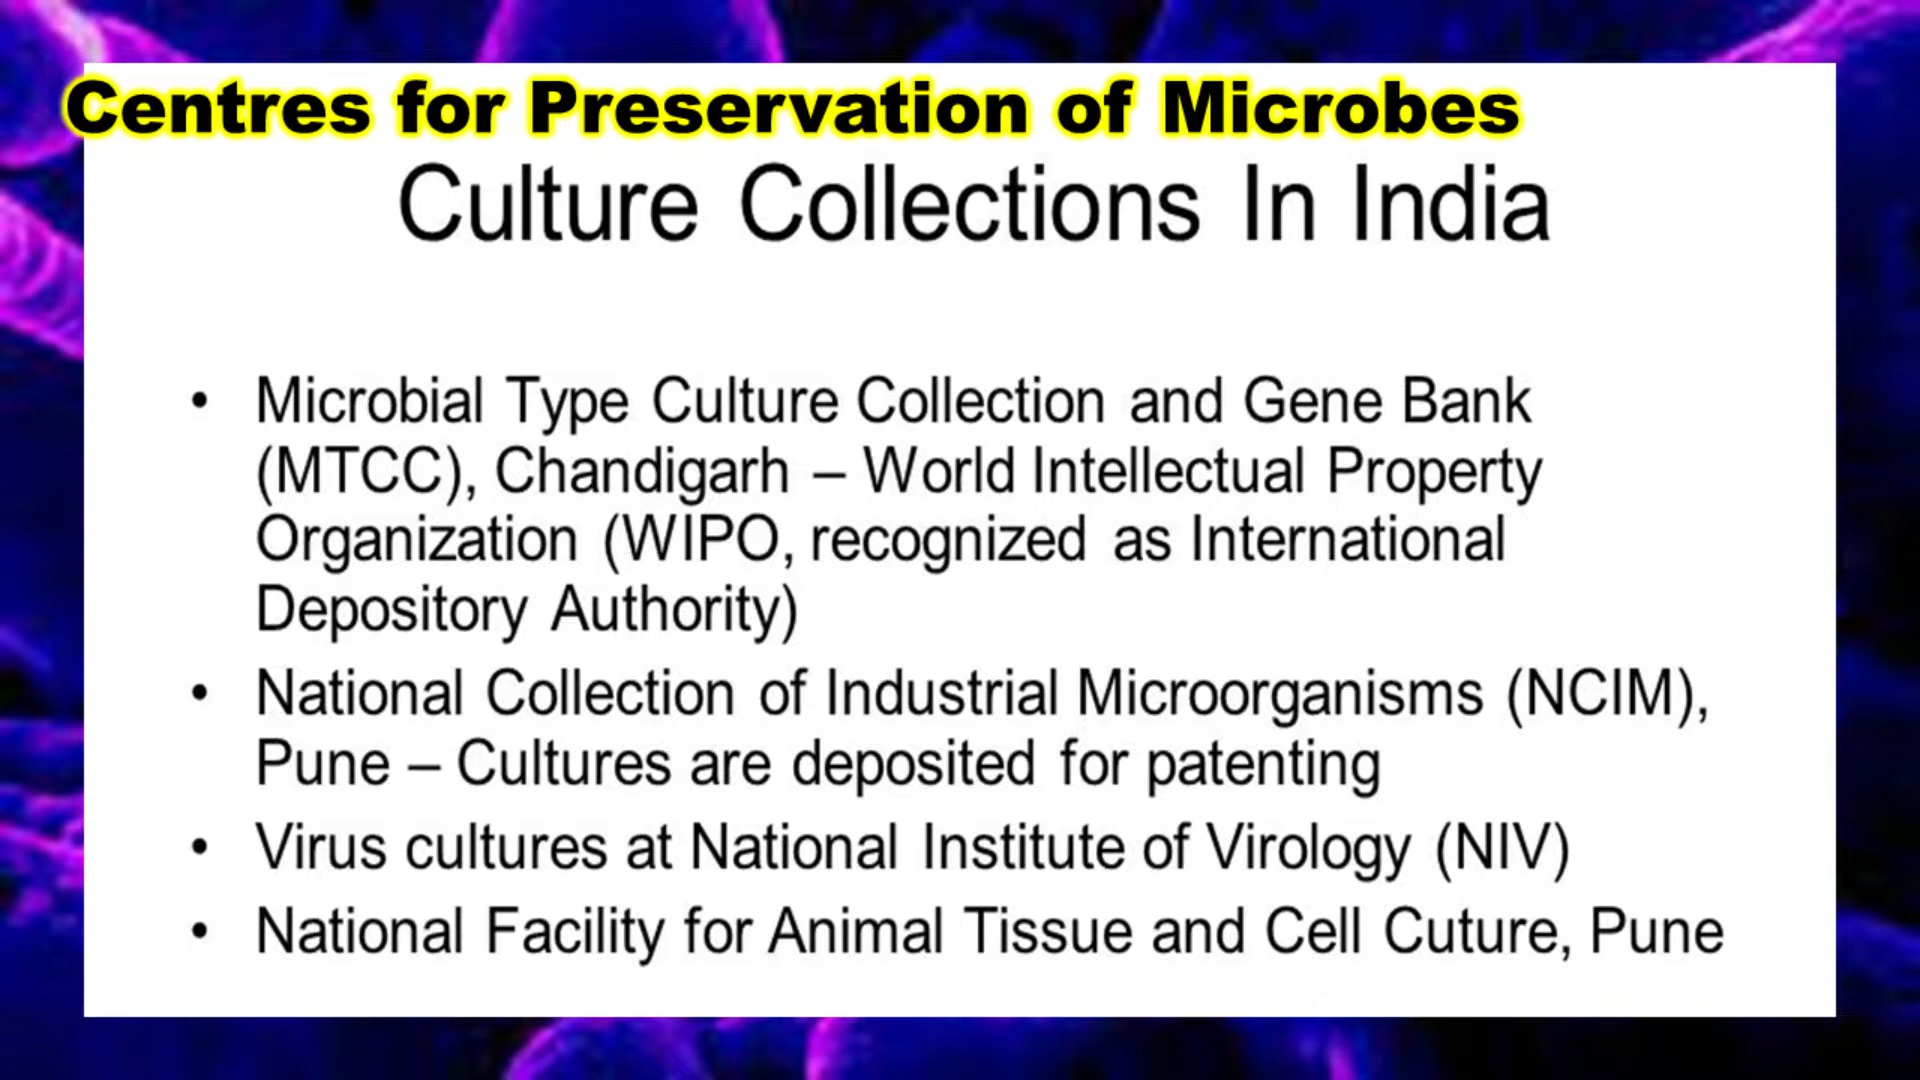 Centres for Preservation of Microbes
Culture Collections In India
• Microbial Type Culture Collection and Gene Bank
(MTCC), Chandigarh – World Intellectual Property
Organization (WIPO, recognized as International
Depository Authority)
• National Collection of Industrial Microorganisms (NCIM),
Pune – Cultures are deposited for patenting
• Virus cultures at National Institute of Virology (NIV)
• National Facility for Animal Tissue and Cell Cuture, Pune